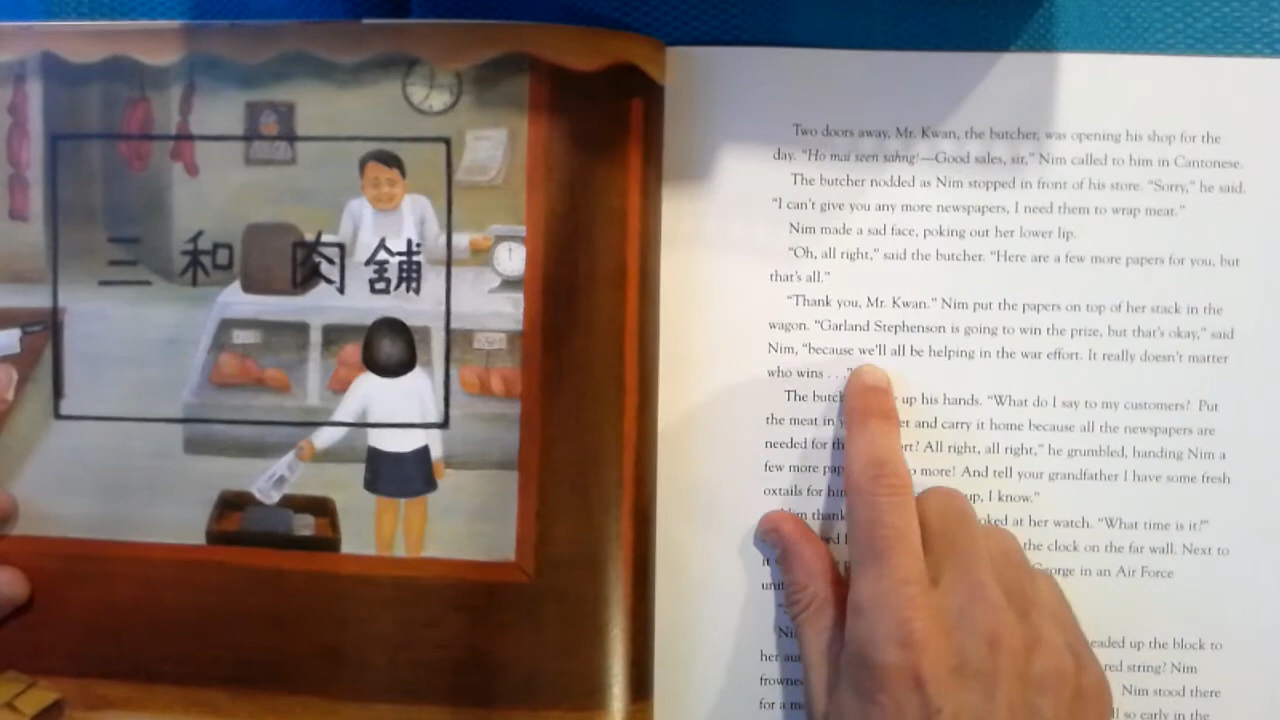 三和 肉舖
Two doors away, Mr. Kwan, the butcher, was opening his shop for the
day. "Ho mai seen sahng!—Good sales, sir," Nim called to him in Cantonese.
The butcher nodded as Nim stopped in front of his store. "Sorry," he said.
"I can't give you any more newspapers, I need them to wrap meat."
Nim made a sad face, poking out her lower lip.
"Oh, all right," said the butcher. "Here are a few more papers for you, but
that's all."
"Thank you, Mr. Kwan." Nim put the papers on top of her stack in the
wagon. "Garland Stephenson is going to win the prize, but that's okay," said
Nim, "because we'll all be helping in the war effort. It really doesn't matter
who wins . . ."
The up his hands. "What do I say to my customers? Put
the meat in and carry it home because all the newspapers are
needed for All right, all right," he grumbled, handing Nim a
few more more! And tell your grandfather I have some fresh
oxtails for up, I know."
at her watch. "What time is it?"
the clock on the far wall. Next to
George in an Air Force
up the block to
her red string? Nim
Nim stood there
for a so early in the